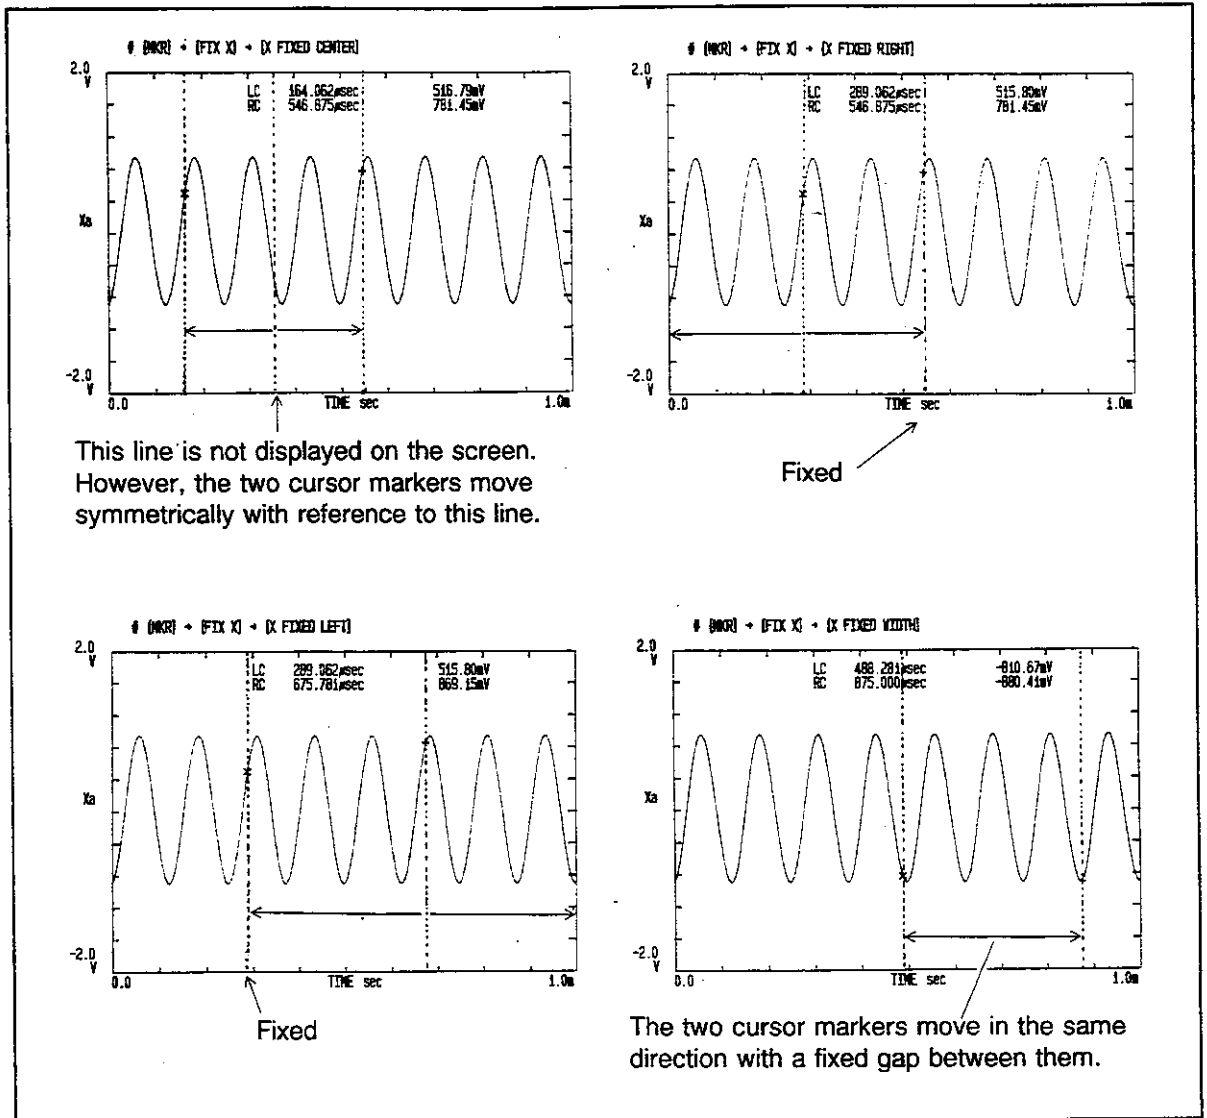 # [MKR] → [FIX X] → [X FIXED CENTER]
2.0
V
LC 164.062μsec 516.79mV
RC 546.875μsec 781.45mV
Xa
-2.0
V
0.0 TIME sec 1.0m
This line is not displayed on the screen.
However, the two cursor markers move
symmetrically with reference to this line.
# [MKR] → [FIX X] → [X FIXED RIGHT]
2.0
V
LC 289.062μsec 515.80mV
RC 546.875μsec 781.45mV
Xa
-2.0
V
0.0 TIME sec 1.0m
Fixed
# [MKR] → [FIX X] → [X FIXED LEFT]
2.0
V
LC 289.062μsec 515.80mV
RC 675.781μsec 869.15mV
Xa
-2.0
V
0.0 TIME sec 1.0m
Fixed
# [MKR] → [FIX X] → [X FIXED WIDTH]
2.0
V
LC 488.281μsec -810.67mV
RC 875.000μsec -880.41mV
Xa
-2.0
V
0.0 TIME sec 1.0m
The two cursor markers move in the same
direction with a fixed gap between them.